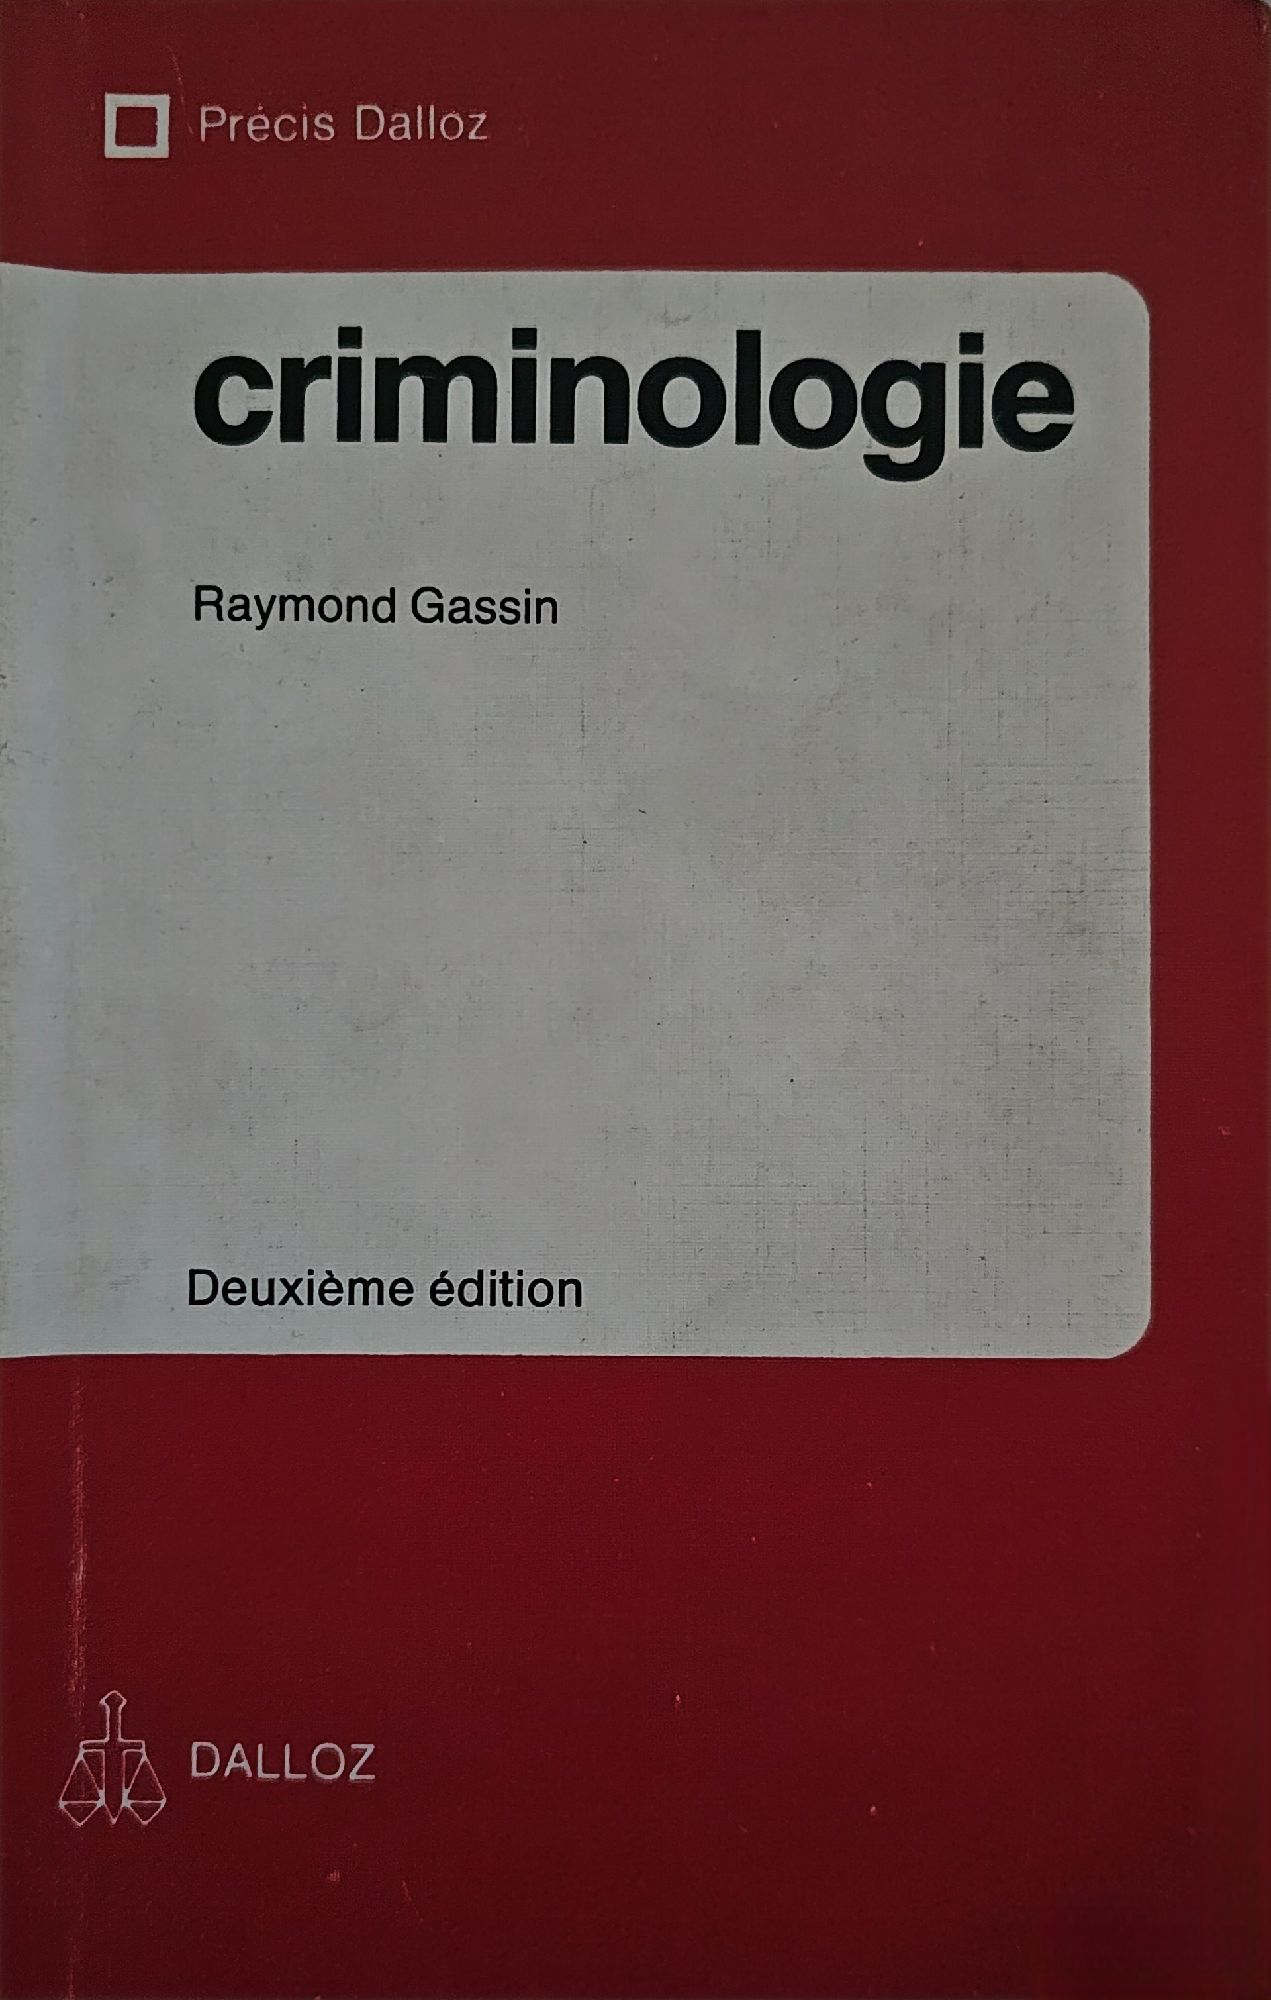 Précis Dalloz
criminologie
Raymond Gassin
Deuxième édition
DALLOZ